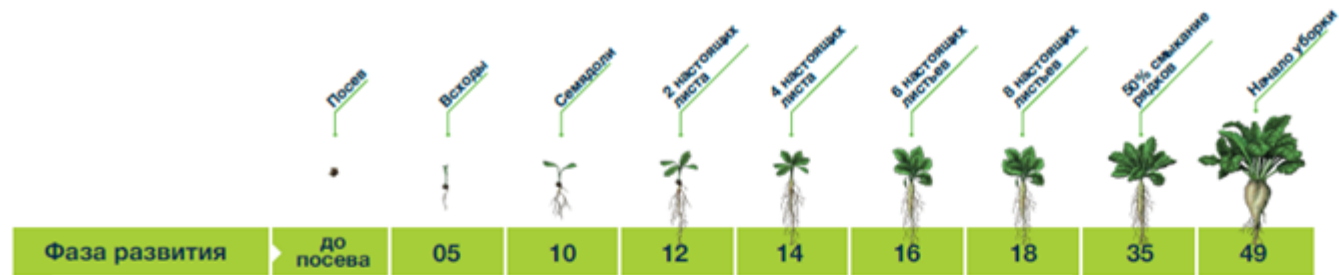 Посев
Всходы
Семядоли
2 настоящих
листа
4 настоящих
листа
6 настоящих
листьев
8 настоящих
листьев
50% смыкание
рядков
Начало уборки
Фаза развития
до
посева
05
10
12
14
16
18
35
49